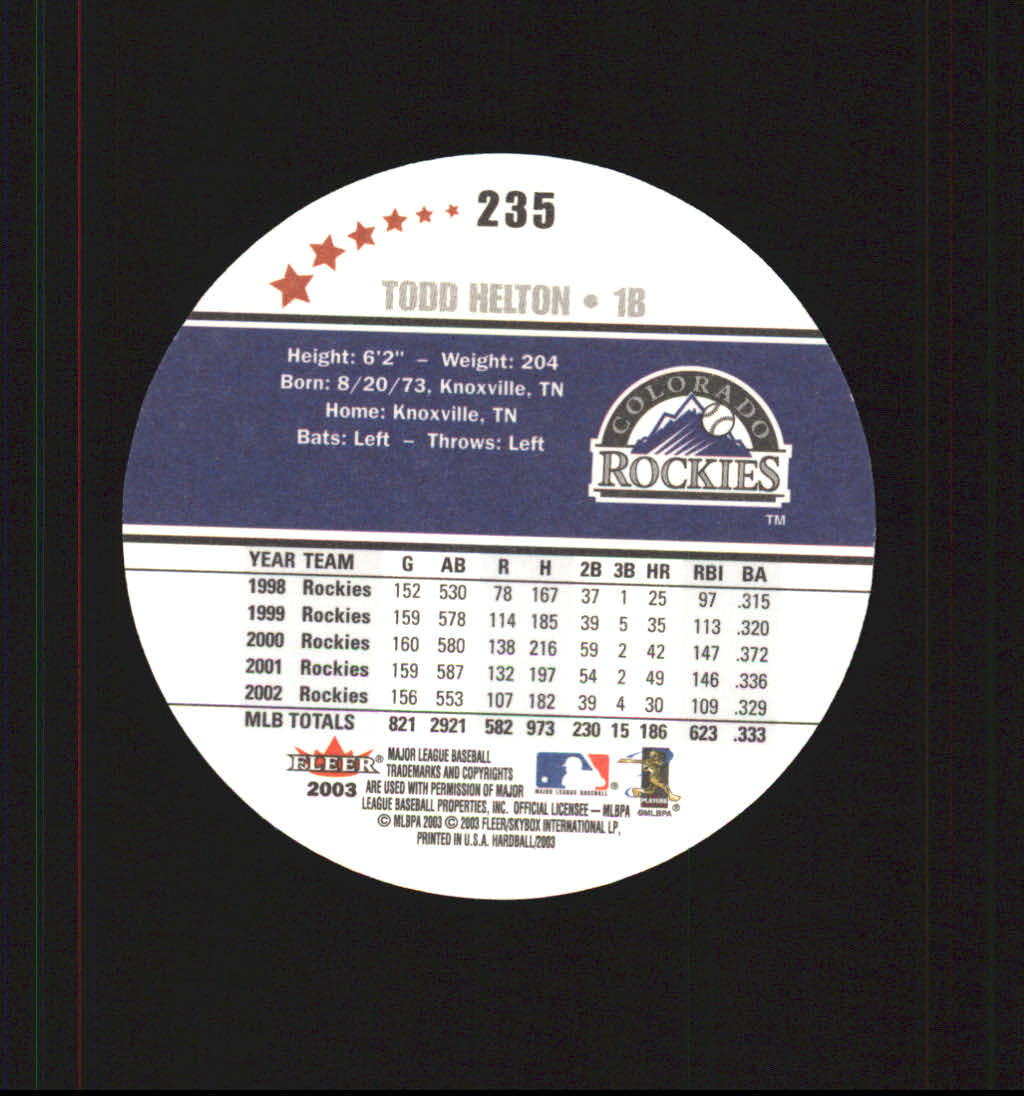 235
TODD HELTON • 1B
Height: 6'2" – Weight: 204
Born: 8/20/73, Knoxville, TN
Home: Knoxville, TN
Bats: Left – Throws: Left
COLORADO
ROCKIES
TM
YEAR TEAM G AB R H 2B 3B HR RBI BA
1998 Rockies 152 530 78 167 37 1 25 97 .315
1999 Rockies 159 578 114 185 39 5 35 113 .320
2000 Rockies 160 580 138 216 59 2 42 147 .372
2001 Rockies 159 587 132 197 54 2 49 146 .336
2002 Rockies 156 553 107 182 39 4 30 109 .329
MLB TOTALS 821 2921 582 973 230 15 186 623 .333
FLEER®
2003
MAJOR LEAGUE BASEBALL
TRADEMARKS AND COPYRIGHTS
ARE USED WITH PERMISSION OF MAJOR
LEAGUE BASEBALL PROPERTIES, INC. OFFICIAL LICENSEE — MLBPA
© MLBPA 2003 © 2003 FLEER/SKYBOX INTERNATIONAL LP,
PRINTED IN U.S.A. HARDBALL/2003
MAJOR LEAGUE BASEBALL ®
PLAYERS
©MLBPA ®